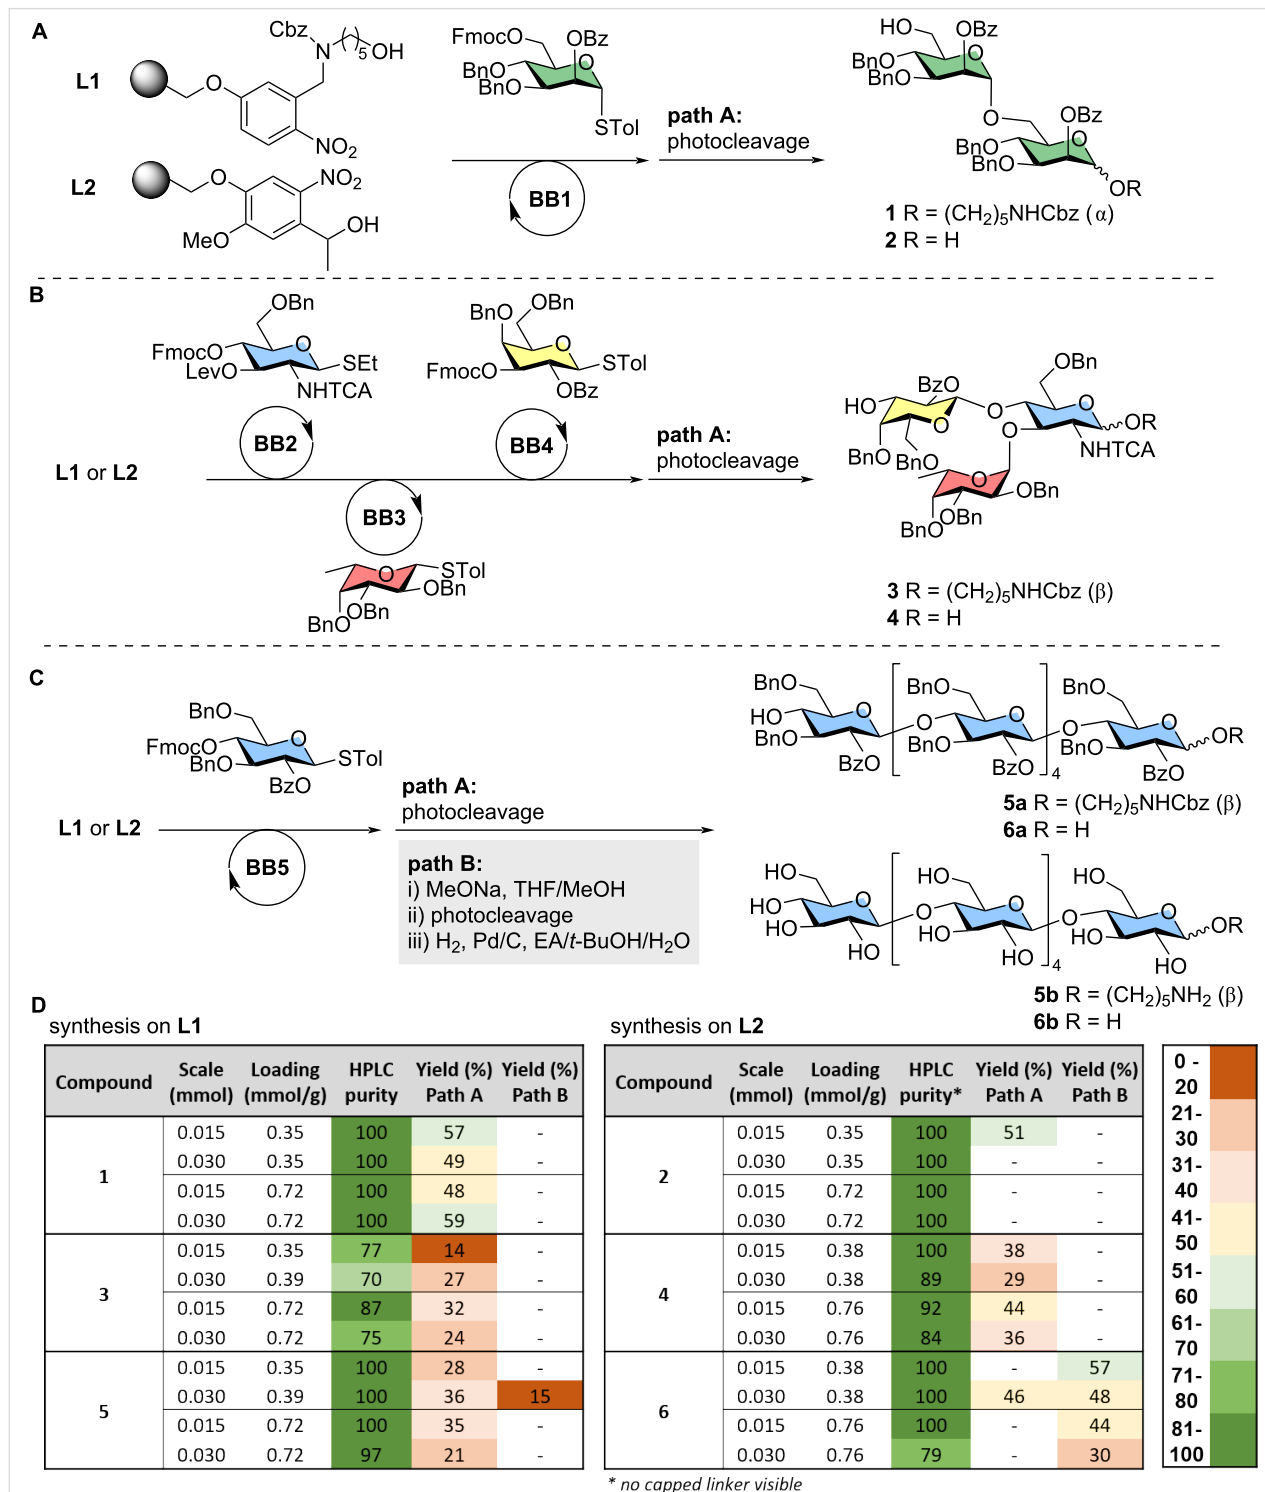 A
L1
Cbz
N
(
)
5
OH
O
NO2
L2
O
NO2
MeO
OH
FmocO
OBz
O
BnO
BnO
STol
BB1
path A:
photocleavage
HO
OBz
O
BnO
BnO
O
OBz
O
BnO
BnO
OR
1 R = (CH2)5NHCbz (α)
2 R = H
B
OBn
O
FmocO
LevO
SEt
NHTCA
BB2
BnO
OBn
O
STol
FmocO
OBz
BB4
L1 or L2
BB3
O
STol
OBn
OBn
BnO
path A:
photocleavage
OBn
BzO
HO
O
O
O
OR
O
NHTCA
BnO
BnO
O
OBn
OBn
BnO
3 R = (CH2)5NHCbz (β)
4 R = H
C
BnO
O
FmocO
BnO
STol
BzO
L1 or L2
BB5
path A:
photocleavage
path B:
i) MeONa, THF/MeOH
ii) photocleavage
iii) H2, Pd/C, EA/t-BuOH/H2O
BnO
BnO
BnO
HO
O
O
O
O
O
OR
BnO
BnO
BnO
BzO
BzO
4
BzO
5a R = (CH2)5NHCbz (β)
6a R = H
HO
HO
HO
HO
O
O
O
O
O
OR
HO
HO
HO
HO
HO
4
HO
5b R = (CH2)5NH2 (β)
6b R = H
D
synthesis on L1
Compound Scale (mmol) Loading (mmol/g) HPLC purity Yield (%) Path A Yield (%) Path B
1
0.015 0.35 100 57 -
0.030 0.35 100 49 -
0.015 0.72 100 48 -
0.030 0.72 100 59 -
3
0.015 0.35 77 14 -
0.030 0.39 70 27 -
0.015 0.72 87 32 -
0.030 0.72 75 24 -
5
0.015 0.35 100 28 -
0.030 0.39 100 36 15
0.015 0.72 100 35 -
0.030 0.72 97 21 -
synthesis on L2
Compound Scale (mmol) Loading (mmol/g) HPLC purity* Yield (%) Path A Yield (%) Path B
2
0.015 0.35 100 51 -
0.030 0.35 100 - -
0.015 0.72 100 - -
0.030 0.72 100 - -
4
0.015 0.38 100 38 -
0.030 0.38 89 29 -
0.015 0.76 92 44 -
0.030 0.76 84 36 -
6
0.015 0.38 100 - 57
0.030 0.38 100 46 48
0.015 0.76 100 - 44
0.030 0.76 79 - 30
* no capped linker visible
0 -
20
21-
30
31-
40
41-
50
51-
60
61-
70
71-
80
81-
100